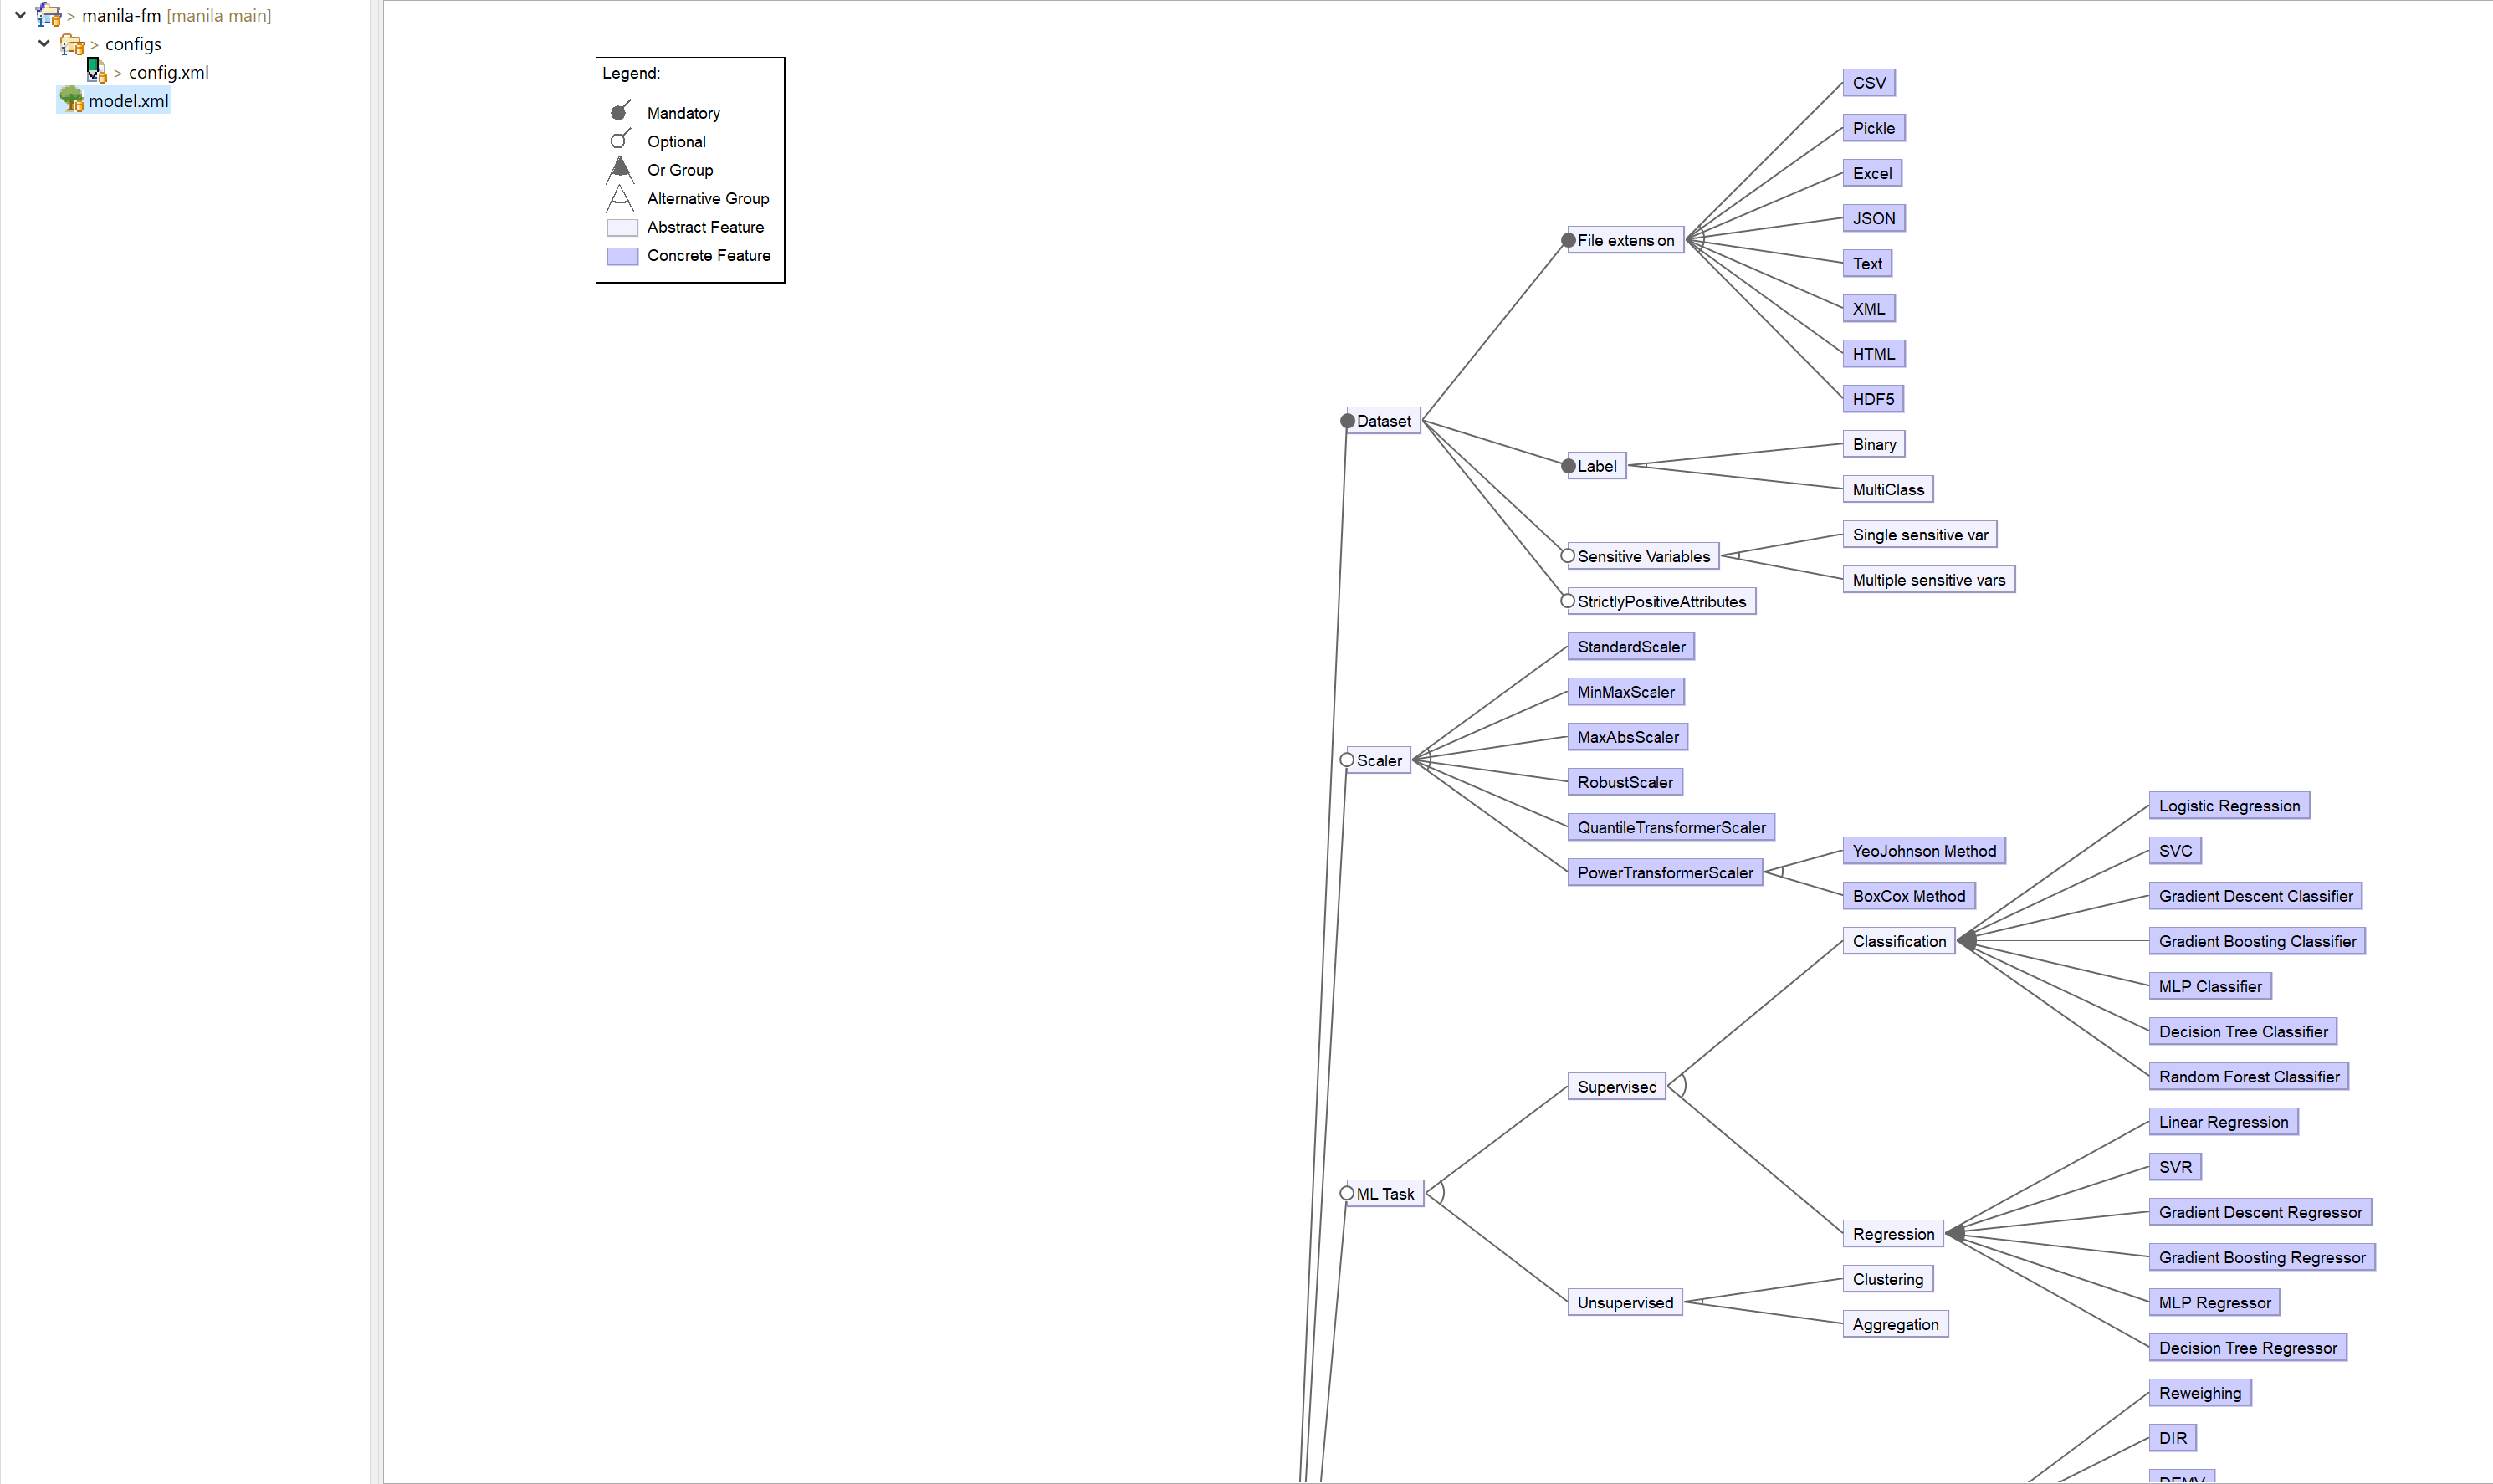 > manila-fm [manila main]
> configs
> config.xml
model.xml
Legend:
Mandatory
Optional
Or Group
Alternative Group
Abstract Feature
Concrete Feature
CSV
Pickle
Excel
File extension
JSON
Text
XML
HTML
HDF5
Dataset
Binary
Label
MultiClass
Single sensitive var
Sensitive Variables
Multiple sensitive vars
StrictlyPositiveAttributes
StandardScaler
MinMaxScaler
MaxAbsScaler
Scaler
RobustScaler
QuantileTransformerScaler
YeoJohnson Method
PowerTransformerScaler
BoxCox Method
Logistic Regression
SVC
Gradient Descent Classifier
Classification
Gradient Boosting Classifier
MLP Classifier
Decision Tree Classifier
Random Forest Classifier
Supervised
Linear Regression
SVR
ML Task
Gradient Descent Regressor
Regression
Gradient Boosting Regressor
Clustering
Unsupervised
MLP Regressor
Aggregation
Decision Tree Regressor
Reweighing
DIR